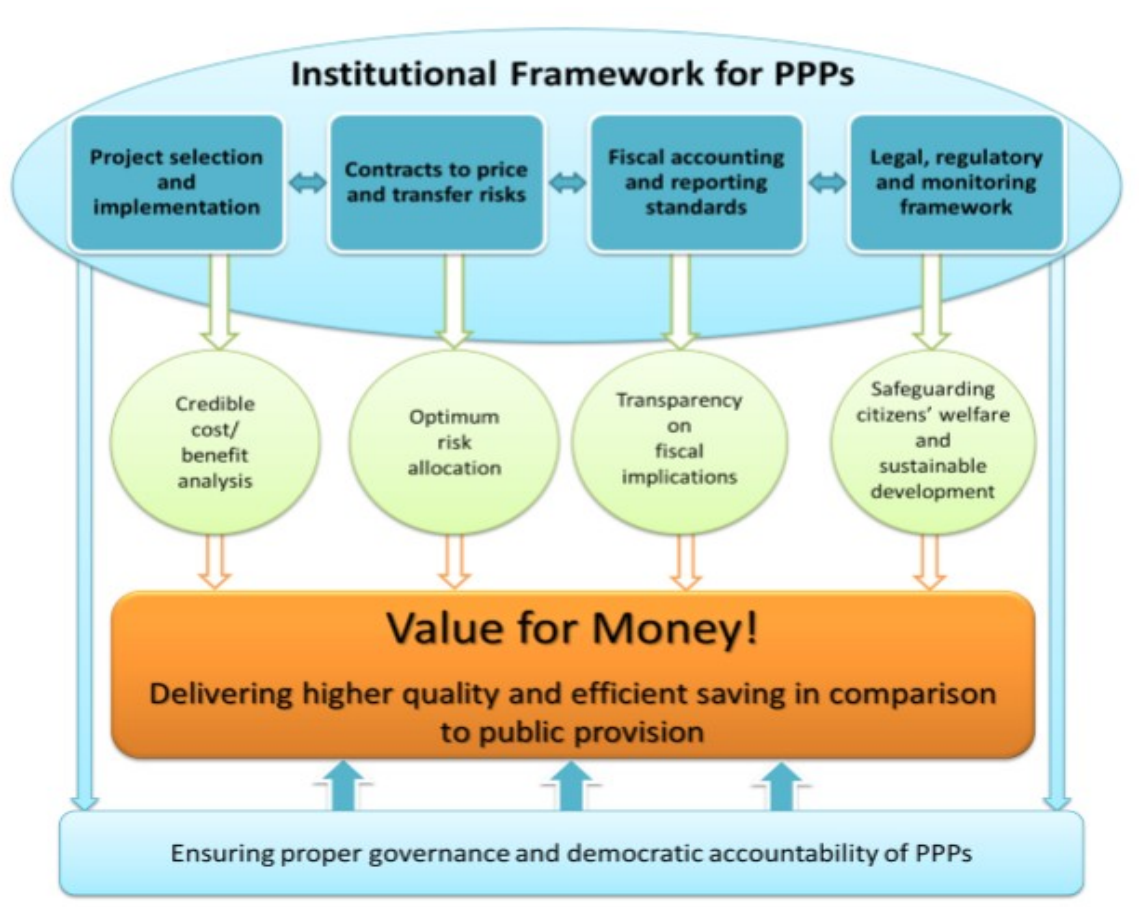 Institutional Framework for PPPs
Project selection
and
implementation
Contracts to price
and transfer risks
Fiscal accounting
and reporting
standards
Legal, regulatory
and monitoring
framework
Credible
cost/
benefit
analysis
Optimum
risk
allocation
Transparency
on
fiscal
implications
Safeguarding
citizens’ welfare
and
sustainable
development
Value for Money!
Delivering higher quality and efficient saving in comparison
to public provision
Ensuring proper governance and democratic accountability of PPPs